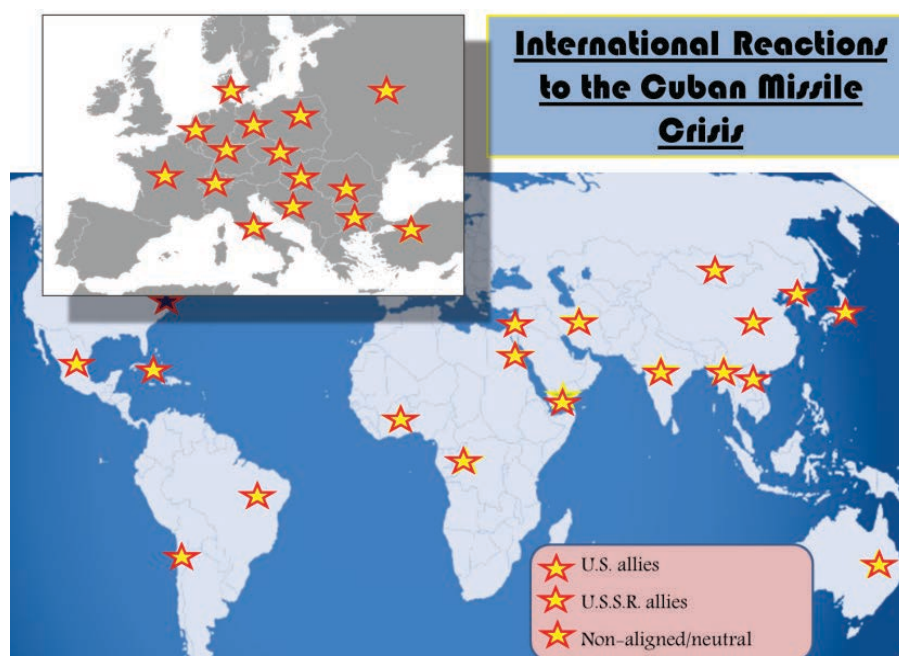 International Reactions
to the Cuban Missile
Crisis
U.S. allies
U.S.S.R. allies
Non-aligned/neutral